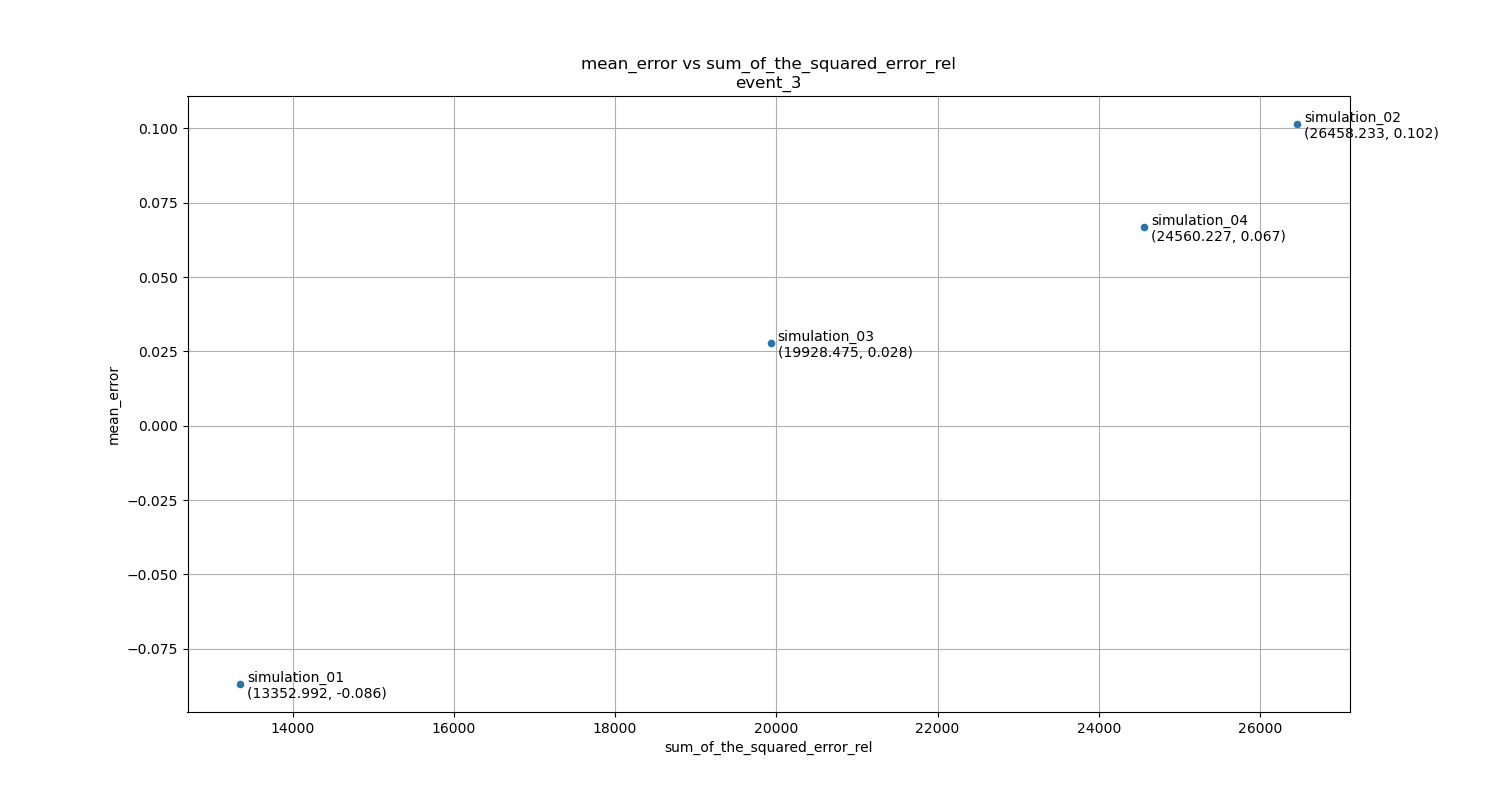 mean_error vs sum_of_the_squared_error_rel
event_3
0.100
0.075
0.050
0.025
0.000
−0.025
−0.050
−0.075
mean_error
simulation_02
(26458.233, 0.102)
simulation_04
(24560.227, 0.067)
simulation_03
(19928.475, 0.028)
simulation_01
(13352.992, -0.086)
14000
16000
18000
20000
22000
24000
26000
sum_of_the_squared_error_rel